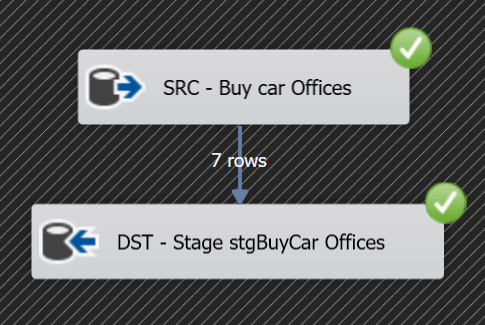 SRC - Buy car Offices
7 rows
DST - Stage stgBuyCar Offices